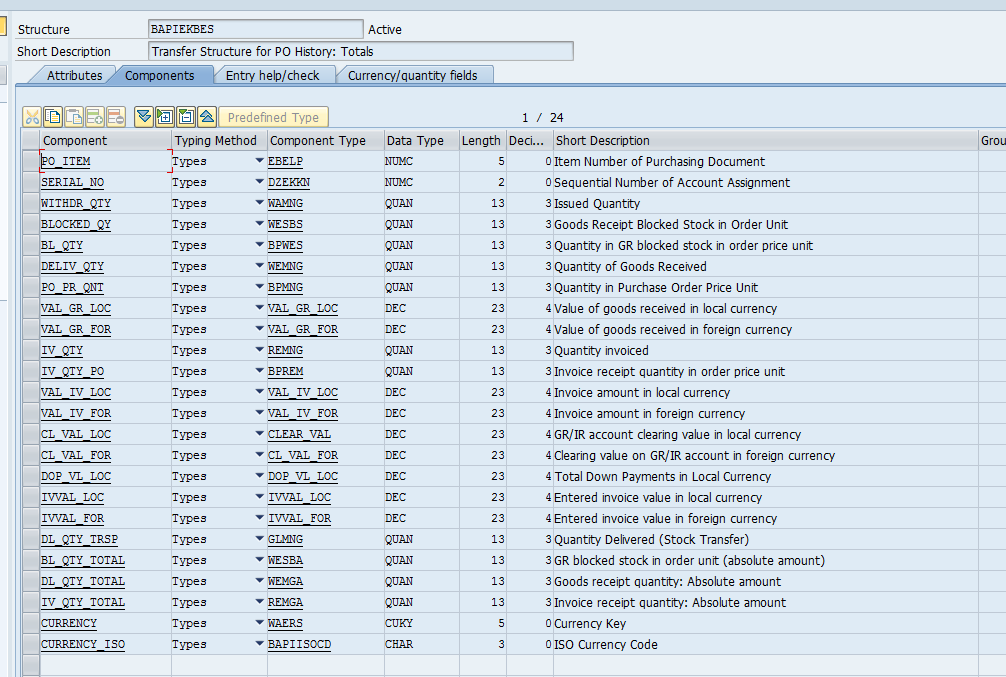 Structure BAPIEKBES Active
Short Description Transfer Structure for PO History: Totals
Attributes Components Entry help/check Currency/quantity fields
Predefined Type 1 / 24
Component Typing Method Component Type Data Type Length Deci... Short Description Grou
PO_ITEM Types EBELP NUMC 5 0 Item Number of Purchasing Document
SERIAL_NO Types DZEKKN NUMC 2 0 Sequential Number of Account Assignment
WITHDR_QTY Types WAMNG QUAN 13 3 Issued Quantity
BLOCKED_QY Types WESBS QUAN 13 3 Goods Receipt Blocked Stock in Order Unit
BL_QTY Types BPWES QUAN 13 3 Quantity in GR blocked stock in order price unit
DELIV_QTY Types WEMNG QUAN 13 3 Quantity of Goods Received
PO_PR_QNT Types BPMNG QUAN 13 3 Quantity in Purchase Order Price Unit
VAL_GR_LOC Types VAL_GR_LOC DEC 23 4 Value of goods received in local currency
VAL_GR_FOR Types VAL_GR_FOR DEC 23 4 Value of goods received in foreign currency
IV_QTY Types REMNG QUAN 13 3 Quantity invoiced
IV_QTY_PO Types BPREM QUAN 13 3 Invoice receipt quantity in order price unit
VAL_IV_LOC Types VAL_IV_LOC DEC 23 4 Invoice amount in local currency
VAL_IV_FOR Types VAL_IV_FOR DEC 23 4 Invoice amount in foreign currency
CL_VAL_LOC Types CLEAR_VAL DEC 23 4 GR/IR account clearing value in local currency
CL_VAL_FOR Types CL_VAL_FOR DEC 23 4 Clearing value on GR/IR account in foreign currency
DOP_VL_LOC Types DOP_VL_LOC DEC 23 4 Total Down Payments in Local Currency
IVVAL_LOC Types IVVAL_LOC DEC 23 4 Entered invoice value in local currency
IVVAL_FOR Types IVVAL_FOR DEC 23 4 Entered invoice value in foreign currency
DL_QTY_TRSP Types GLMNG QUAN 13 3 Quantity Delivered (Stock Transfer)
BL_QTY_TOTAL Types WESBA QUAN 13 3 GR blocked stock in order unit (absolute amount)
DL_QTY_TOTAL Types WEMGA QUAN 13 3 Goods receipt quantity: Absolute amount
IV_QTY_TOTAL Types REMGA QUAN 13 3 Invoice receipt quantity: Absolute amount
CURRENCY Types WAERS CUKY 5 0 Currency Key
CURRENCY_ISO Types BAPIISOCD CHAR 3 0 ISO Currency Code